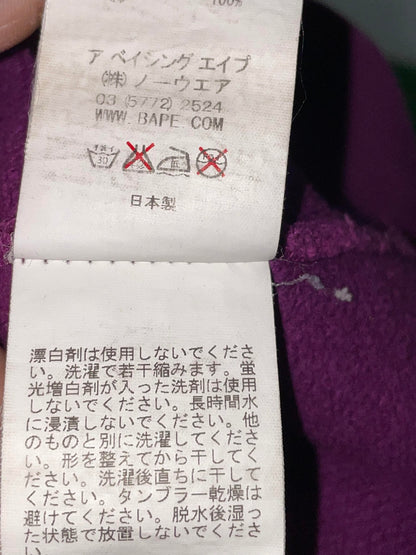 100%
ア ベイシング エイプ
㈱ ノーウエア
03 (5772) 2524
WWW.BAPE.COM
手洗イ
30
低
日本製
漂白剤は使用しないでくださ
い。洗濯で若干縮みます。蛍
光増白剤が入った洗剤は使用
しないでください。長時間水
に浸漬しないでください。他
のものと別に洗濯してくださ
い。形を整えてから干してく
ださい。洗濯後直ちに干して
ください。タンブラー乾燥は
避けてください。脱水後湿っ
た状態で放置しないでくださ
い